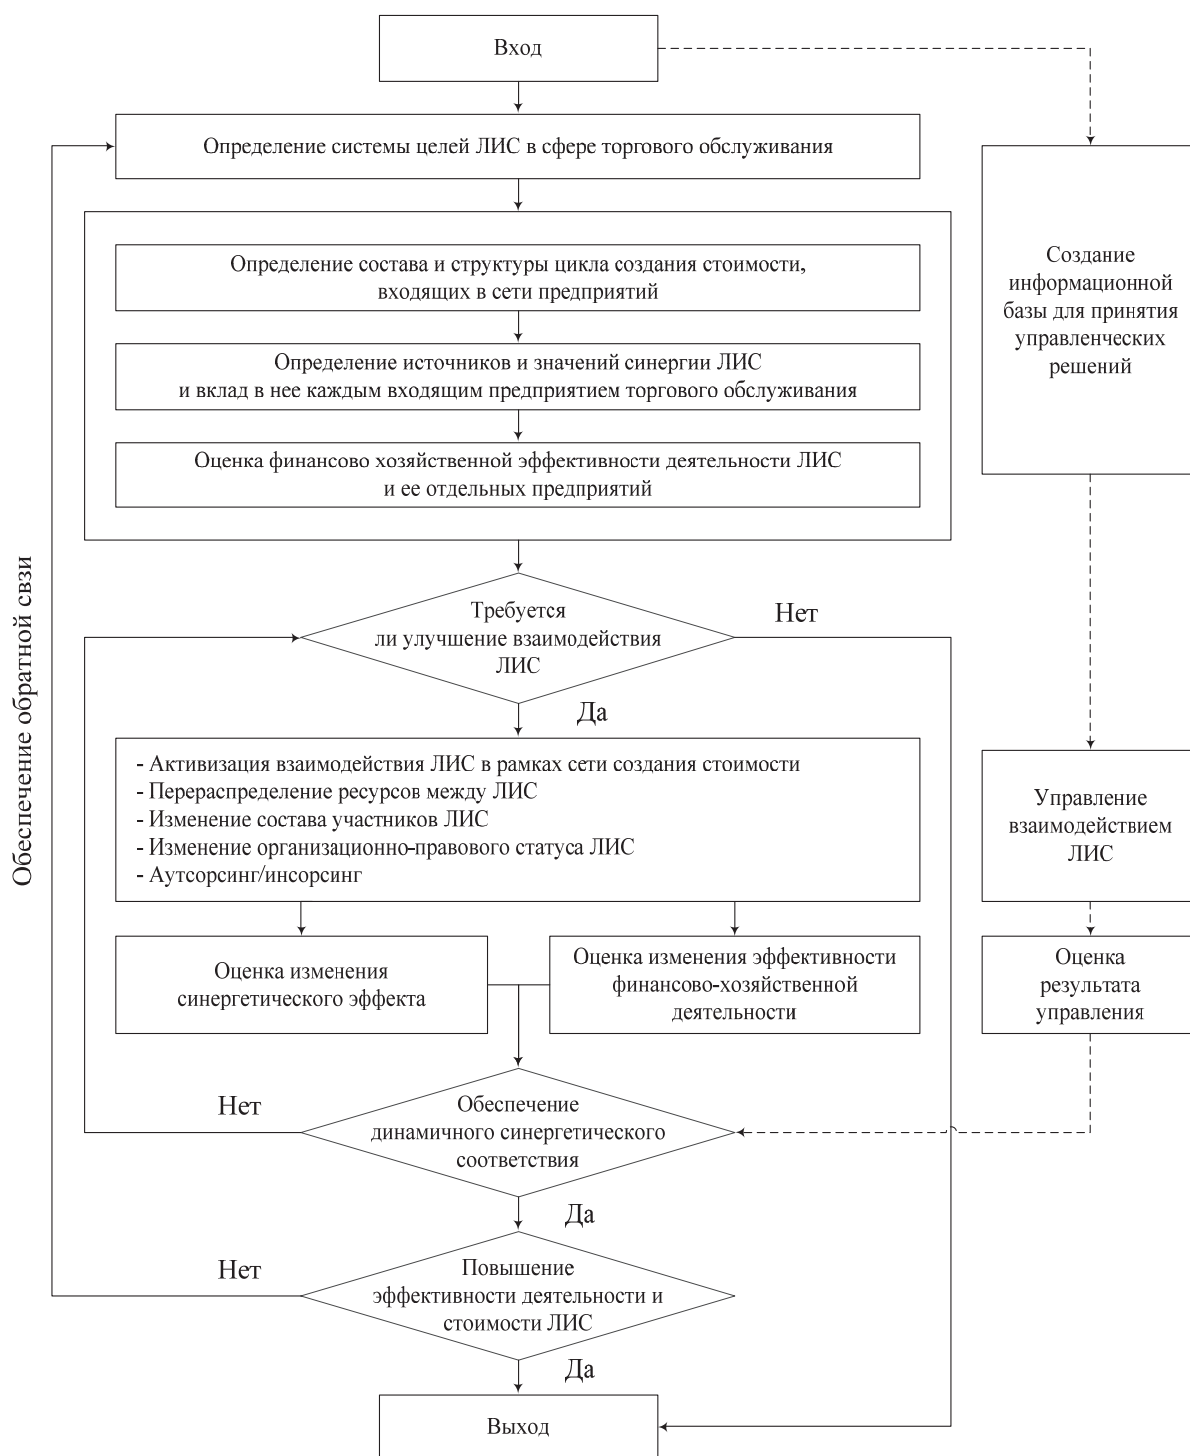 Вход
Определение системы целей ЛИС в сфере торгового обслуживания
Определение состава и структуры цикла создания стоимости,
входящих в сети предприятий
Определение источников и значений синергии ЛИС
и вклад в нее каждым входящим предприятием торгового обслуживания
Оценка финансово хозяйственной эффективности деятельности ЛИС
и ее отдельных предприятий
Создание
информационной
базы для принятия
управленческих
решений
Обеспечение обратной свзи
Требуется
ли улучшение взаимодействия
ЛИС
Нет
Да
- Активизация взаимодействия ЛИС в рамках сети создания стоимости
- Перераспределение ресурсов между ЛИС
- Изменение состава участников ЛИС
- Изменение организационно-правового статуса ЛИС
- Аутсорсинг/инсорсинг
Управление
взаимодействием
ЛИС
Оценка изменения
синергетического эффекта
Оценка изменения эффективности
финансово-хозяйственной
деятельности
Оценка
результата
управления
Нет
Обеспечение
динамичного синергетического
соответствия
Да
Нет
Повышение
эффективности деятельности и
стоимости ЛИС
Да
Выход